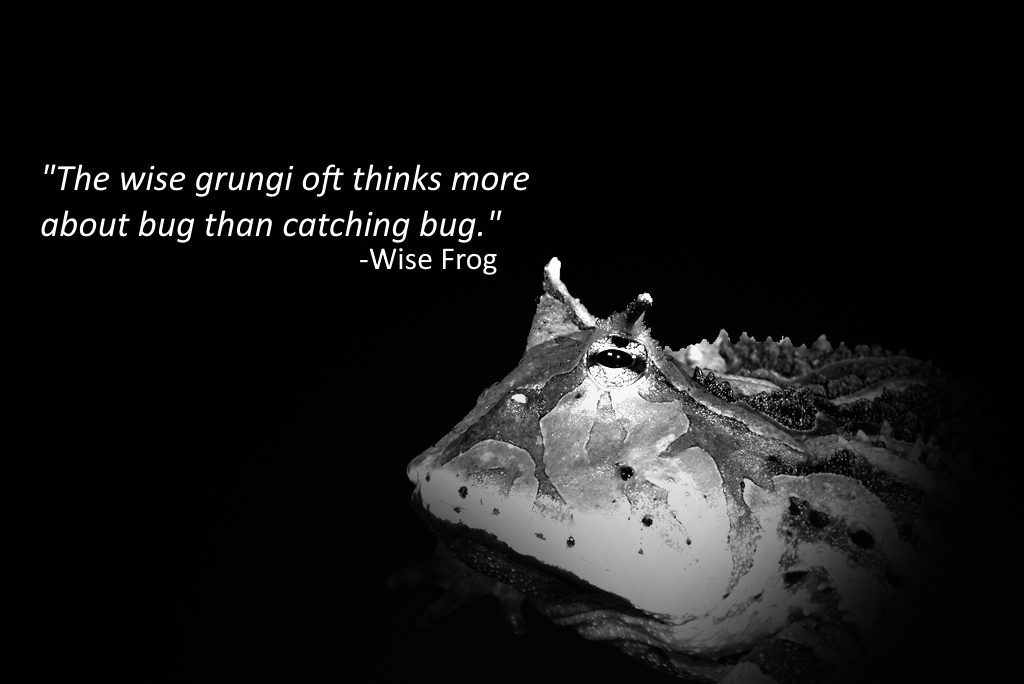 "The wise grungi oft thinks more
about bug than catching bug."
-Wise Frog